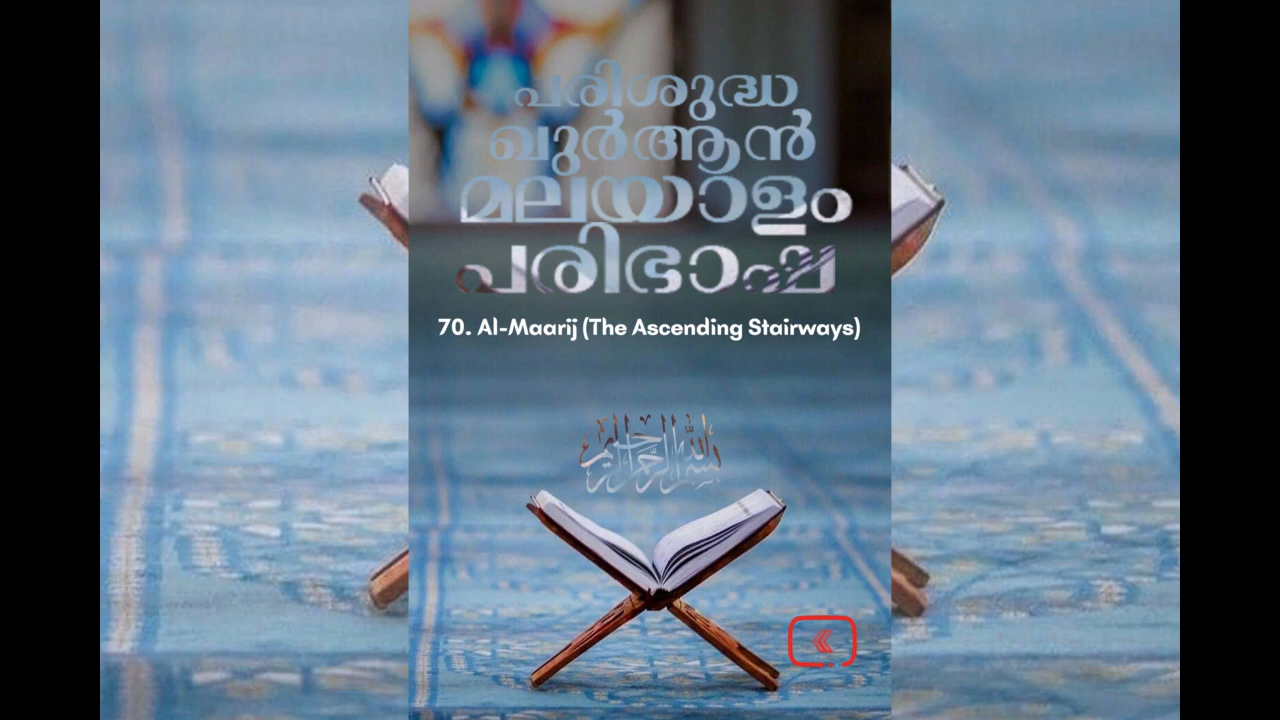 പരിശുദ്ധ
ഖുർആൻ
മലയാളം
പരിഭാഷ
70. Al-Maarij (The Ascending Stairways)
بسم الله الرحمن الرحيم